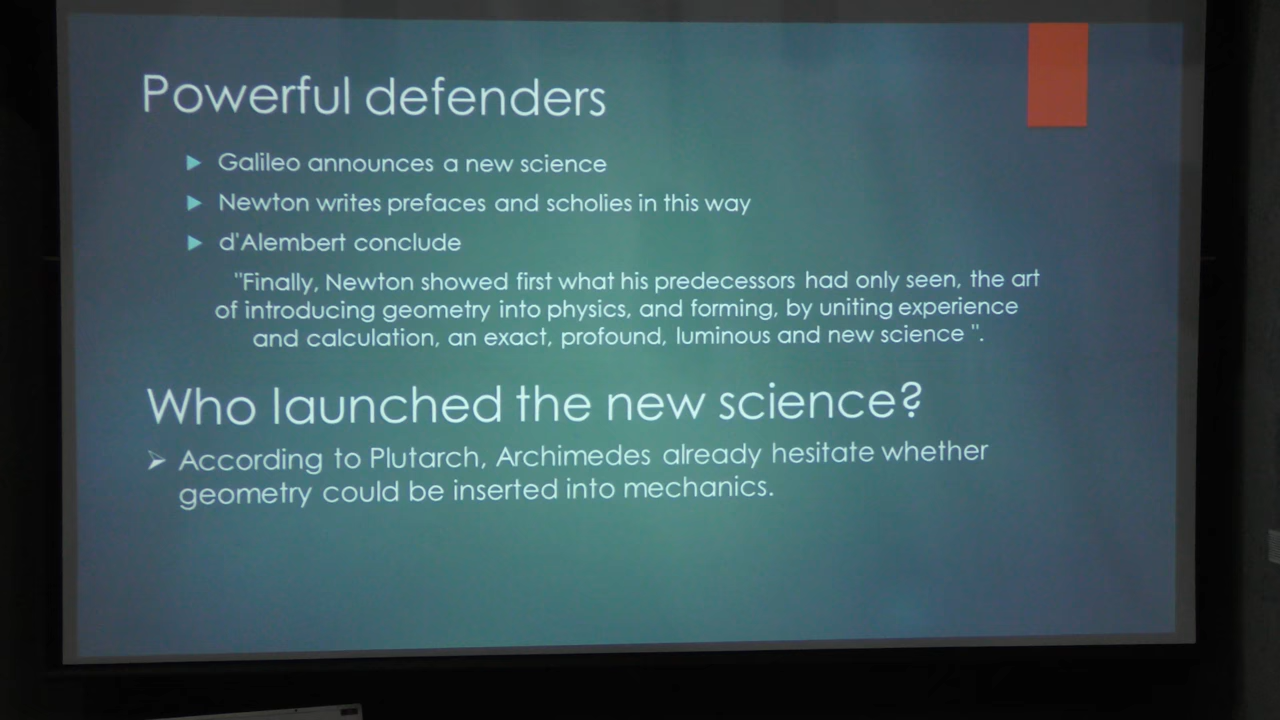 Powerful defenders
Galileo announces a new science
Newton writes prefaces and scholies in this way
d'Alembert conclude
"Finally, Newton showed first what his predecessors had only seen, the art
of introducing geometry into physics, and forming, by uniting experience
and calculation, an exact, profound, luminous and new science ".
Who launched the new science?
According to Plutarch, Archimedes already hesitate whether
geometry could be inserted into mechanics.